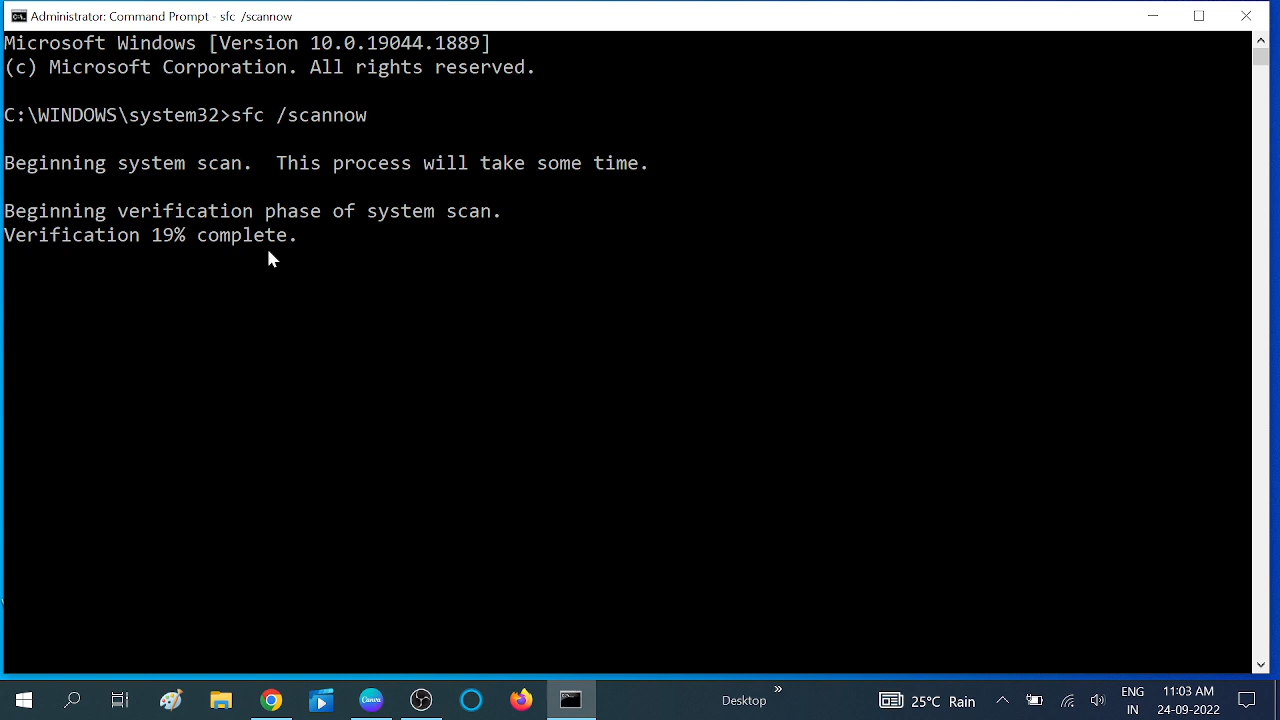 Administrator: Command Prompt - sfc /scannow
Microsoft Windows [Version 10.0.19044.1889]
(c) Microsoft Corporation. All rights reserved.
C:\WINDOWS\system32>sfc /scannow
Beginning system scan.  This process will take some time.
Beginning verification phase of system scan.
Verification 19% complete.
Canva
Desktop
25°C Rain
ENG
IN
11:03 AM
24-09-2022